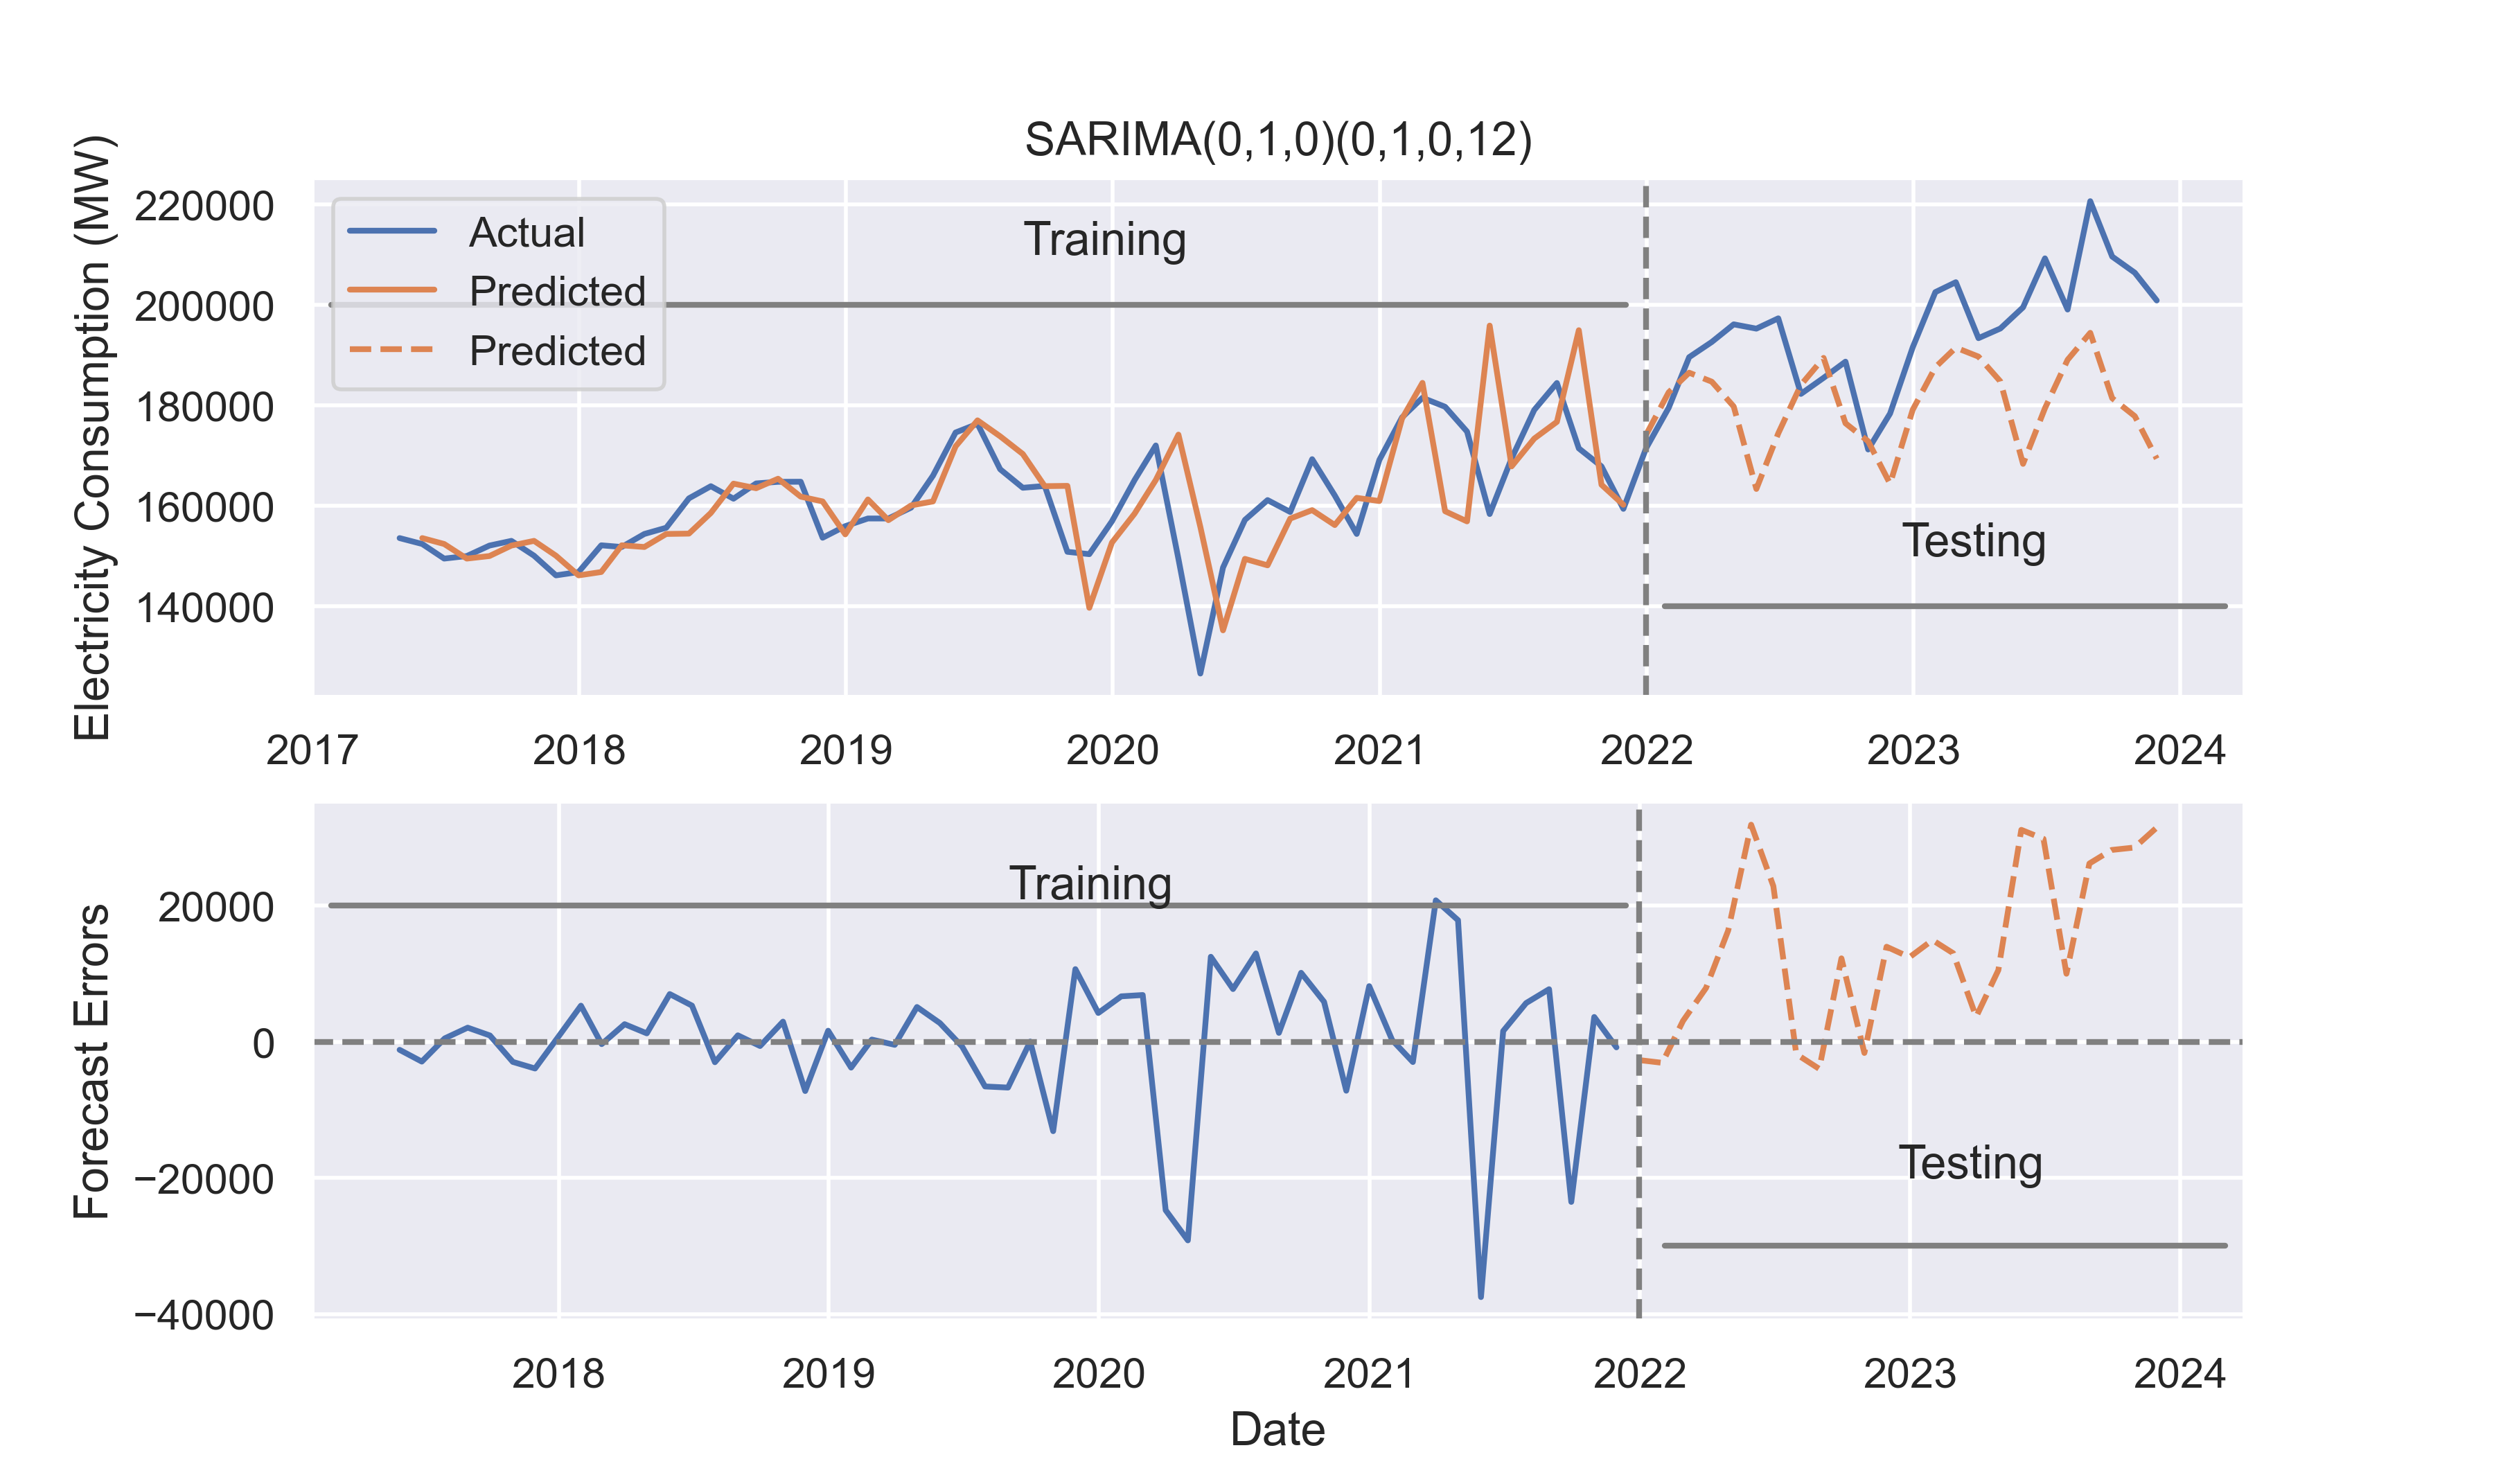 SARIMA(0,1,0)(0,1,0,12)
Electricity Consumption (MW)
220000
200000
180000
160000
140000
Actual
Predicted
Predicted
Training
Testing
2017 2018 2019 2020 2021 2022 2023 2024
Forecast Errors
20000
0
−20000
−40000
Training
Testing
2018 2019 2020 2021 2022 2023 2024
Date